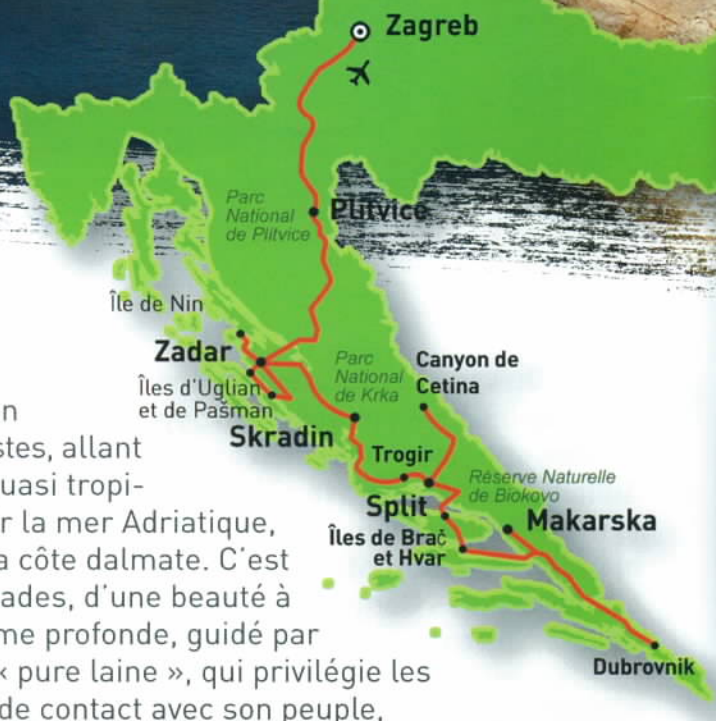 Zagreb
Parc
National
de Plitvice
Plitvice
Île de Nin
Zadar
Îles d'Uglian
et de Pašman
Parc
National
de Krka
Canyon de
Cetina
Skradin
Trogir
Réserve Naturelle
de Biokovo
Split
Makarska
Îles de Brač
et Hvar
Dubrovnik
n
stes, allant
uasi tropi-
r la mer Adriatique,
a côte dalmate. C'est
ades, d'une beauté à
me profonde, guidé par
« pure laine », qui privilégie les
de contact avec son peuple,